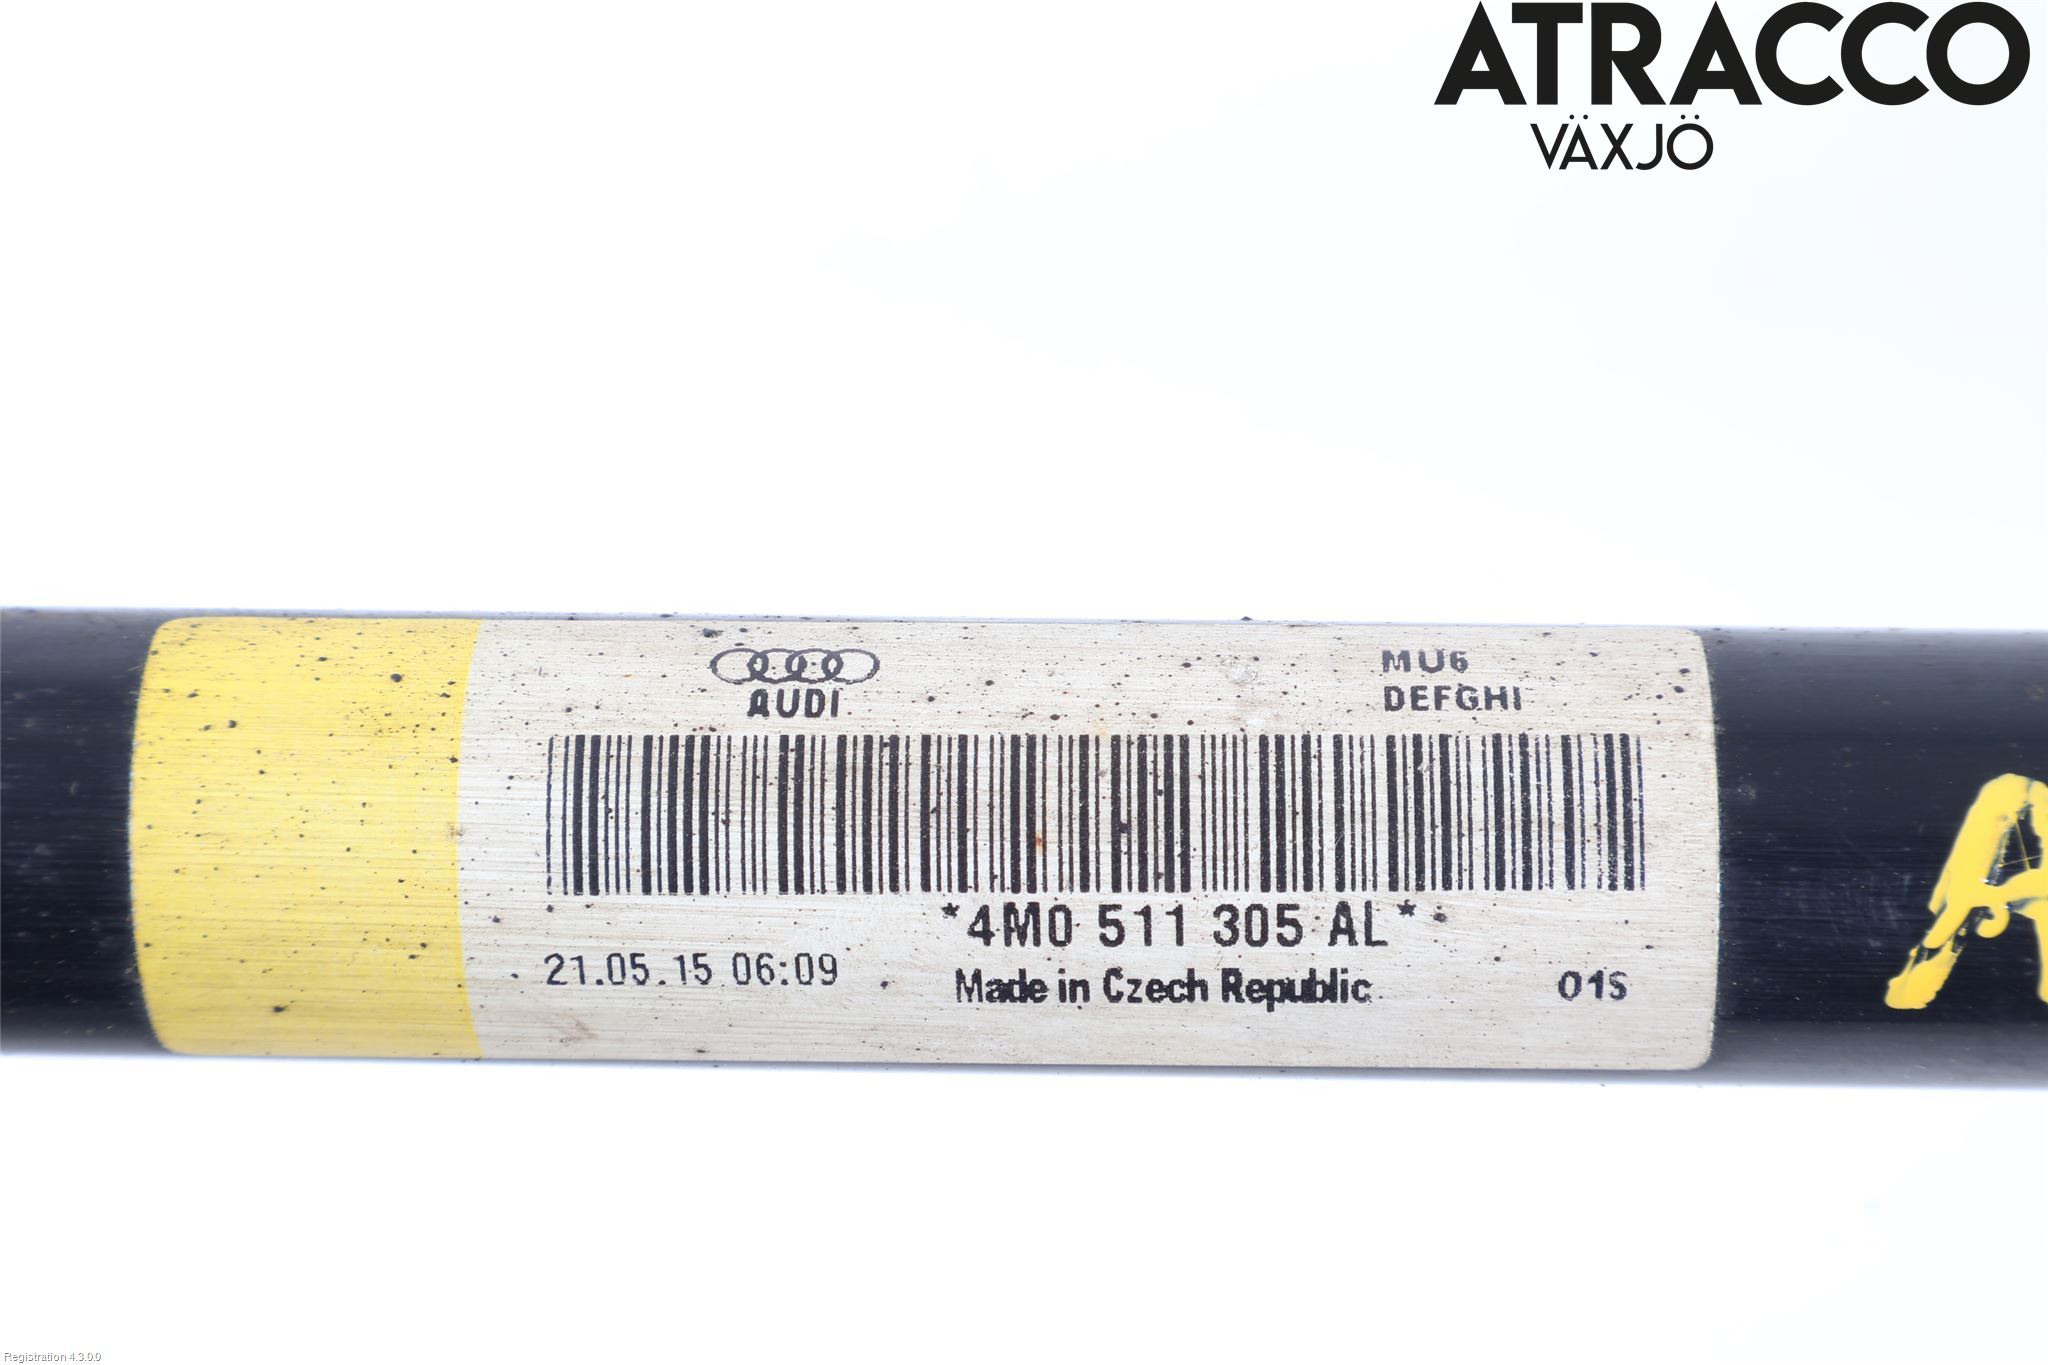 ATRACCO
VÄXJÖ
AUDI
MU6
DEFGHI
*4M0 511 305 AL*
21.05.15 06:09
Made in Czech Republic
01S
A
Registration 4.3.0.0